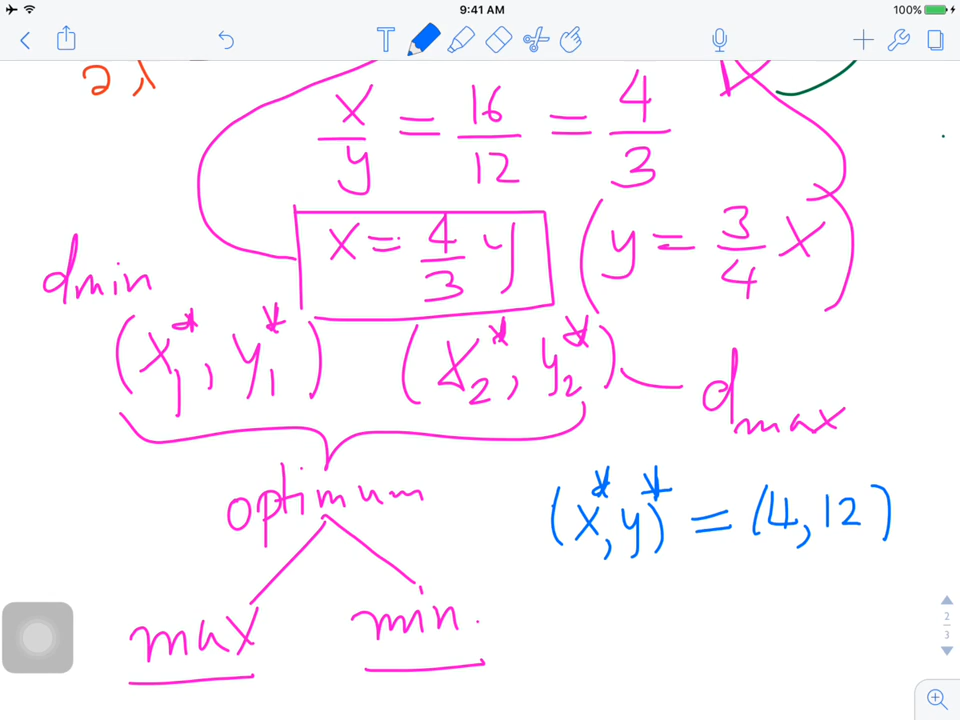 9:41 AM
100%
T
2λ
x/y = 16/12 = 4/3
x = 4/3 y (y = 3/4 x)
dmin
(x₁*, y₁*) (x₂*, y₂*)
dmax
optimum
(x*, y*) = (4, 12)
max min.
2
3